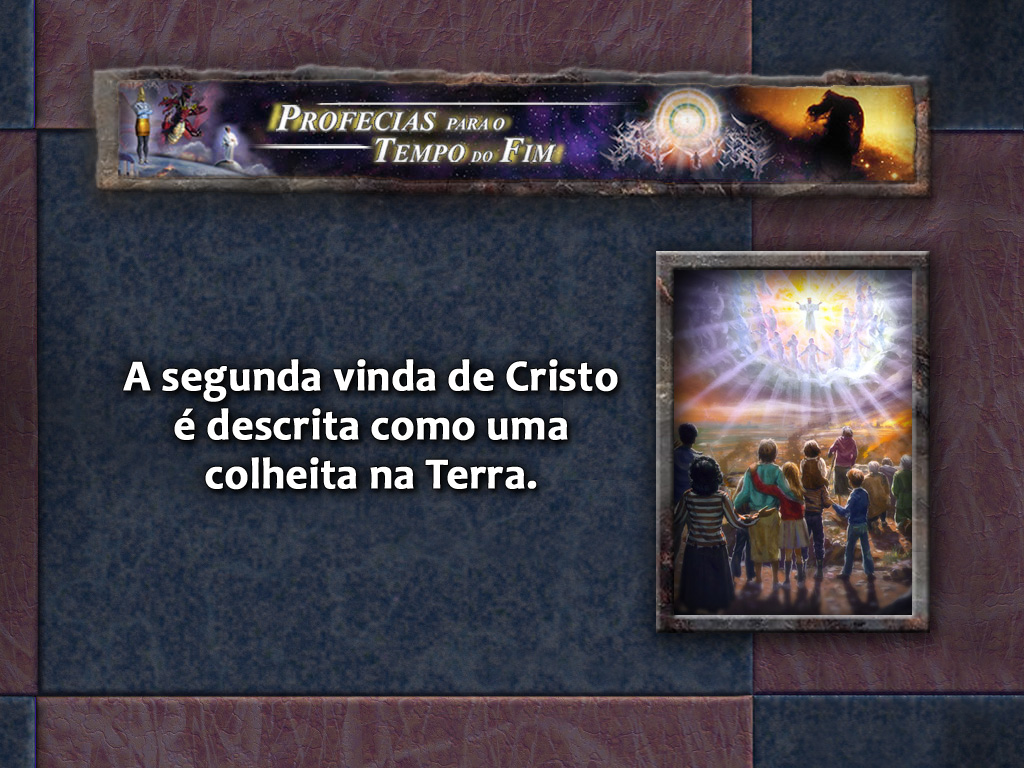 PROFECIAS PARA O
TEMPO DO FIM
A segunda vinda de Cristo
é descrita como uma
colheita na Terra.